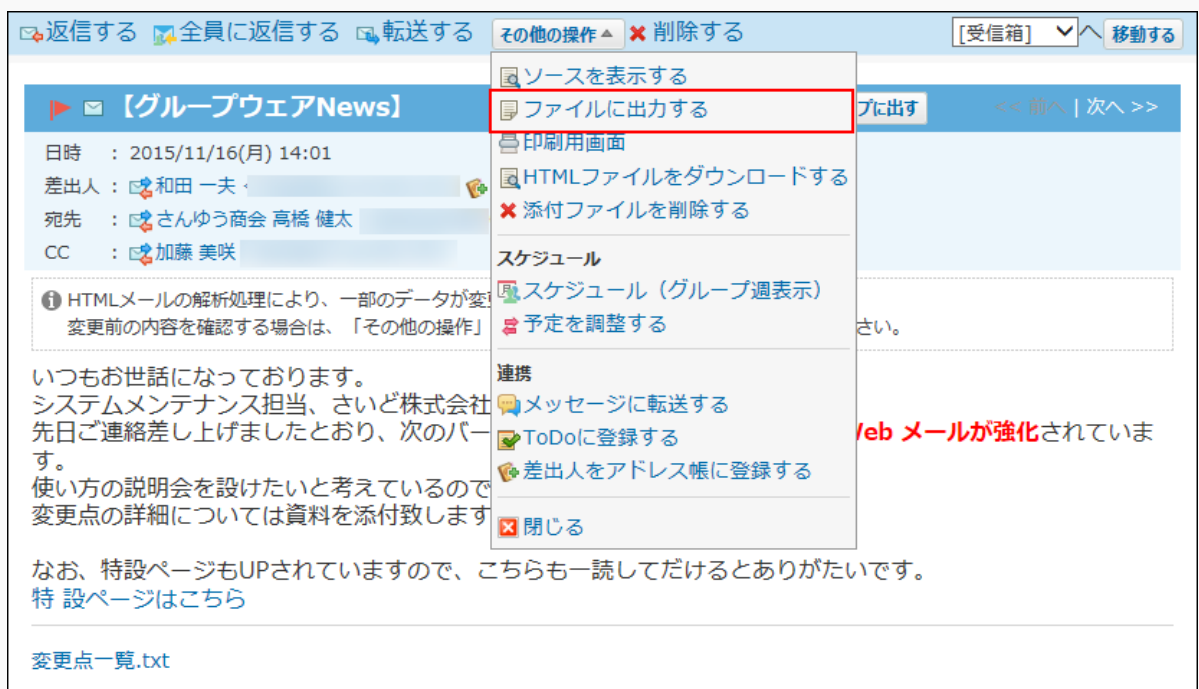 返信する 全員に返信する 転送する その他の操作▲ 削除する [受信箱] へ 移動する
ソースを表示する
【グループウェアNews】 ファイルに出力する プに出す << 前へ | 次へ >>
日時 : 2015/11/16(月) 14:01 印刷用画面
差出人 : 和田 一夫 HTMLファイルをダウンロードする
宛先 : さんゆう商会 高橋 健太 添付ファイルを削除する
CC : 加藤 美咲 スケジュール
HTMLメールの解析処理により、一部のデータが変 スケジュール（グループ週表示）
変更前の内容を確認する場合は、「その他の操作」 予定を調整する さい。
いつもお世話になっております。 連携
システムメンテナンス担当、さいど株式会社 メッセージに転送する
先日ご連絡差し上げましたとおり、次のバー ToDoに登録する eb メールが強化されていま
す。 差出人をアドレス帳に登録する
使い方の説明会を設けたいと考えているので
変更点の詳細については資料を添付致します 閉じる
なお、特設ページもUPされていますので、こちらも一読してだけるとありがたいです。
特 設ページはこちら
変更点一覧.txt